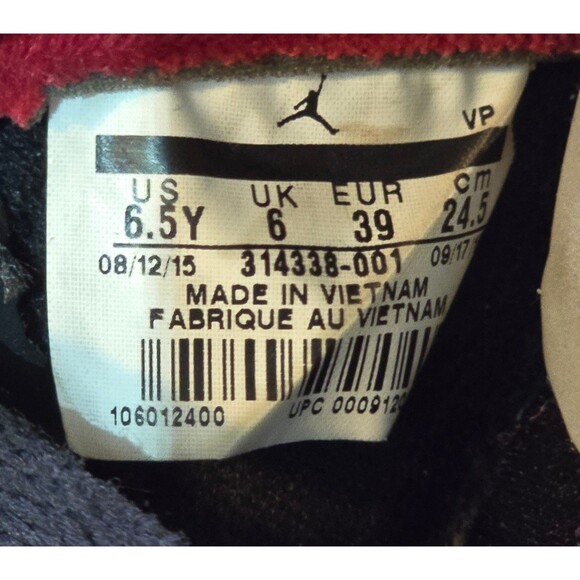 VP
US UK EUR cm
6.5Y 6 39 24.5
08/12/15 314338-001 09/17
MADE IN VIETNAM
FABRIQUE AU VIETNAM
106012400 UPC